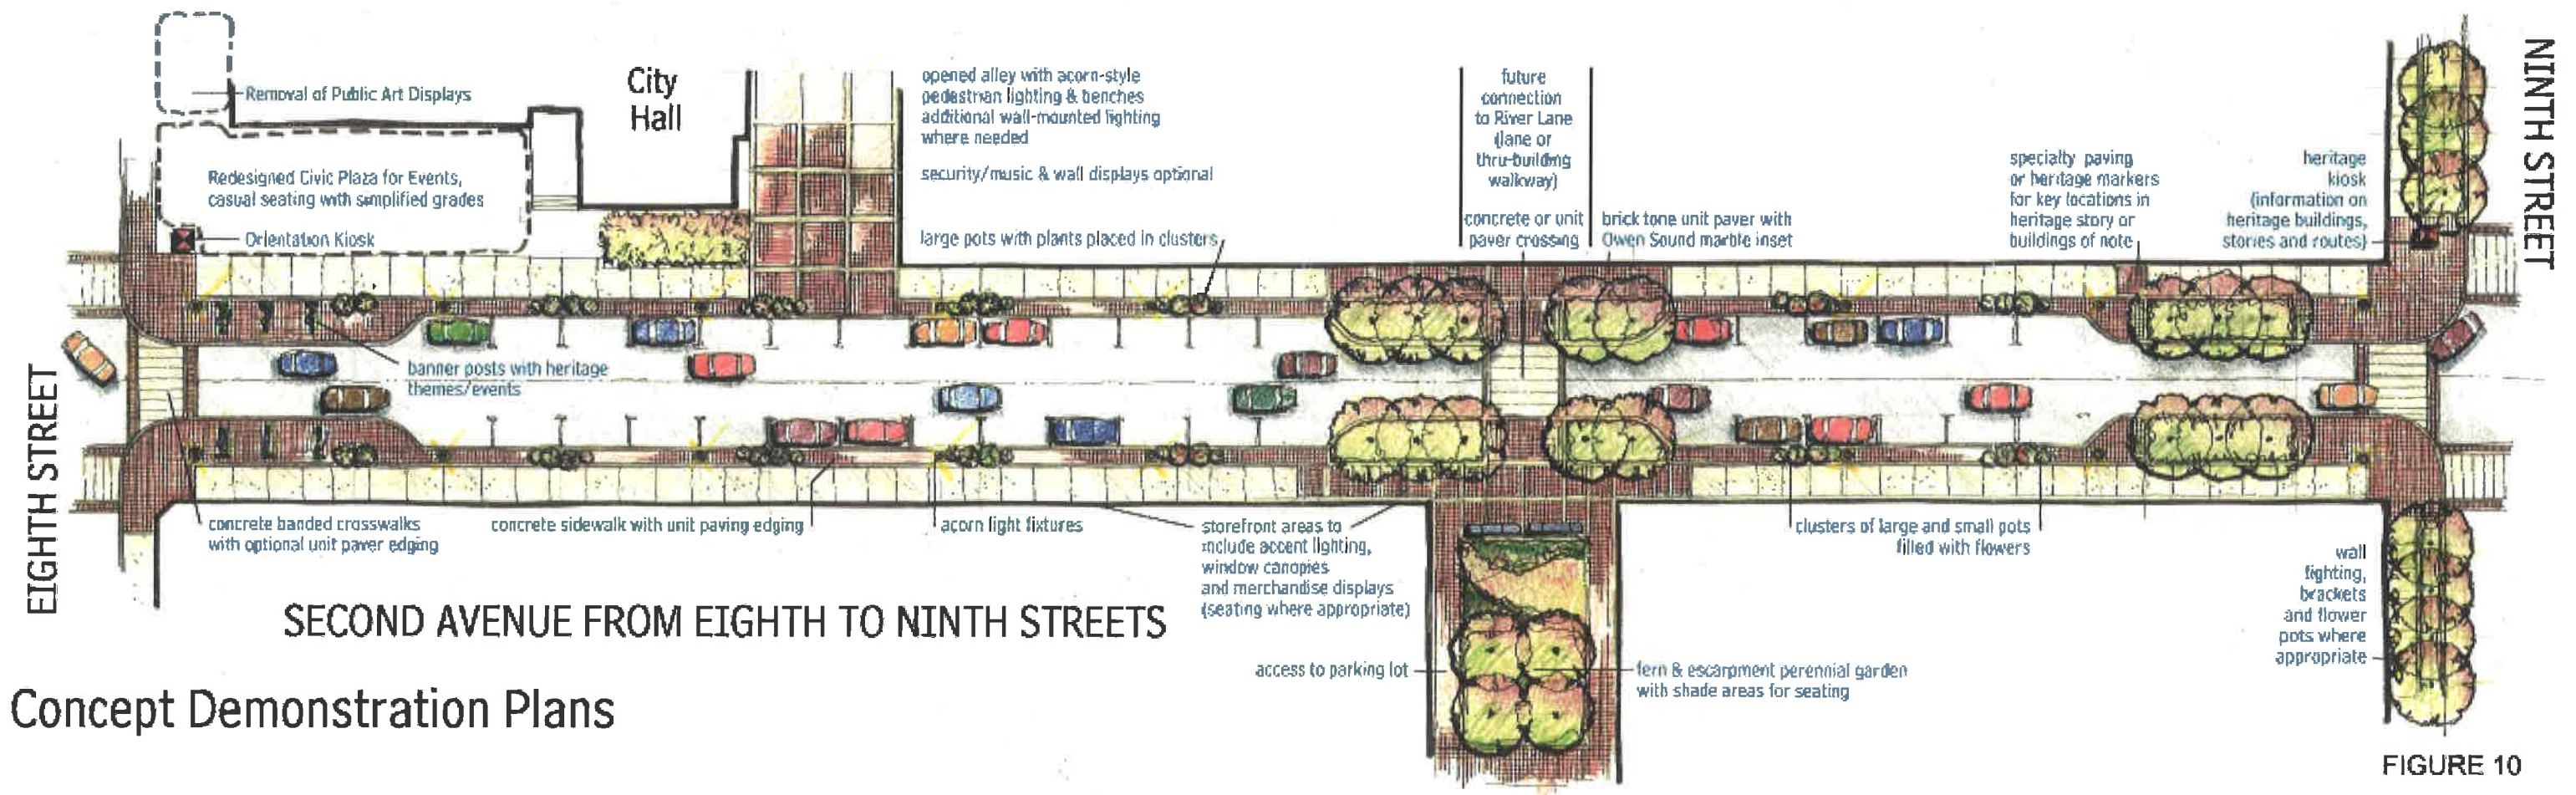 Removal of Public Art Displays
Redesigned Civic Plaza for Events,
casual seating with simplified grades
Orientation Kiosk
City
Hall
opened alley with acorn-style
pedestrian lighting & benches
additional wall-mounted lighting
where needed
security/music & wall displays optional
large pots with plants placed in clusters
future
connection
to River Lane
(lane or
thru-building
walkway)
concrete or unit
paver crossing
brick tone unit paver with
Owen Sound marble inset
specialty paving
or heritage markers
for key locations in
heritage story or
buildings of note
heritage
kiosk
(information on
heritage buildings,
stories and routes)
NINTH STREET
banner posts with heritage
themes/events
EIGHTH STREET
concrete banded crosswalks
with optional unit paver edging
concrete sidewalk with unit paving edging
acorn light fixtures
storefront areas to
include accent lighting,
window canopies
and merchandise displays
(seating where appropriate)
clusters of large and small pots
filled with flowers
wall
lighting,
brackets
and flower
pots where
appropriate
access to parking lot
fern & escarpment perennial garden
with shade areas for seating
SECOND AVENUE FROM EIGHTH TO NINTH STREETS
Concept Demonstration Plans
FIGURE 10